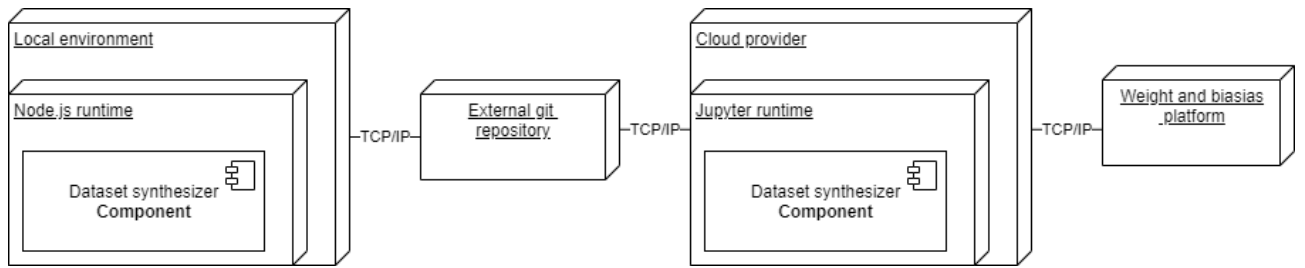 Local environment
Node.js runtime
Dataset synthesizer
Component
TCP/IP
External git
repository
TCP/IP
Cloud provider
Jupyter runtime
Dataset synthesizer
Component
TCP/IP
Weight and biasias
platform